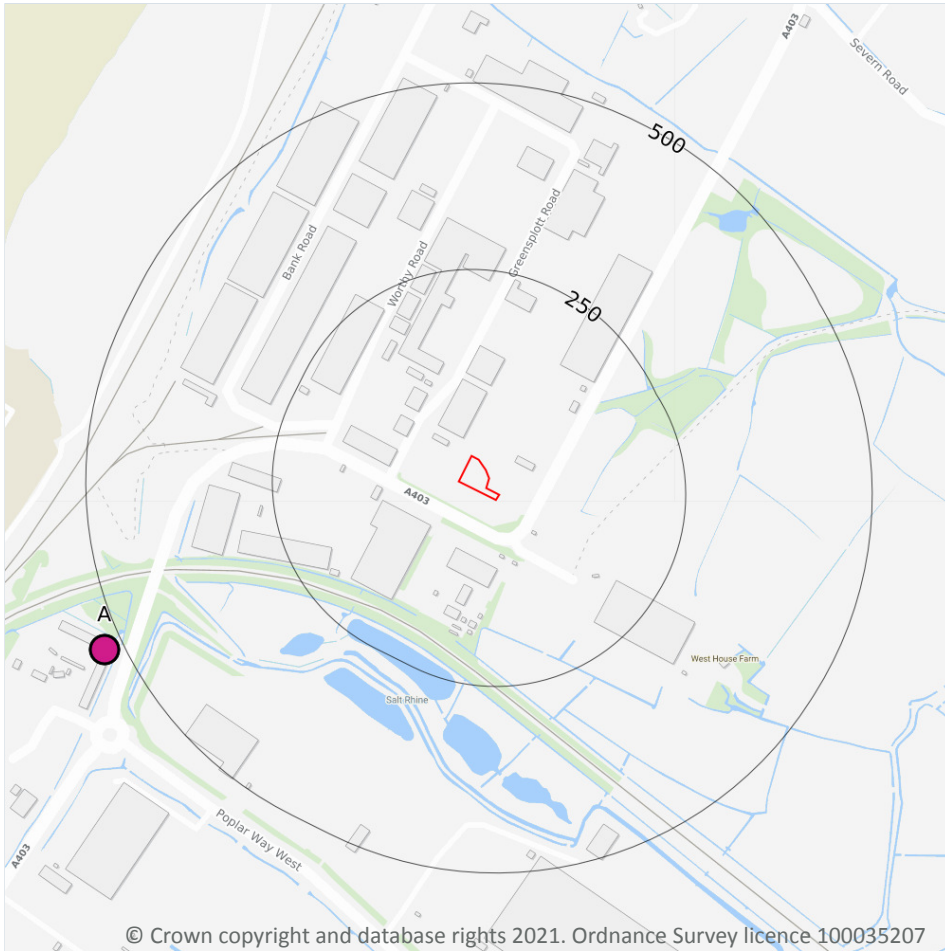 A403
Severn Road
500
Bank Road
Worthy Road
Greensplott Road
250
A403
A
West House Farm
Salt Rhine
Poplar Way West
A403
© Crown copyright and database rights 2021. Ordnance Survey licence 100035207